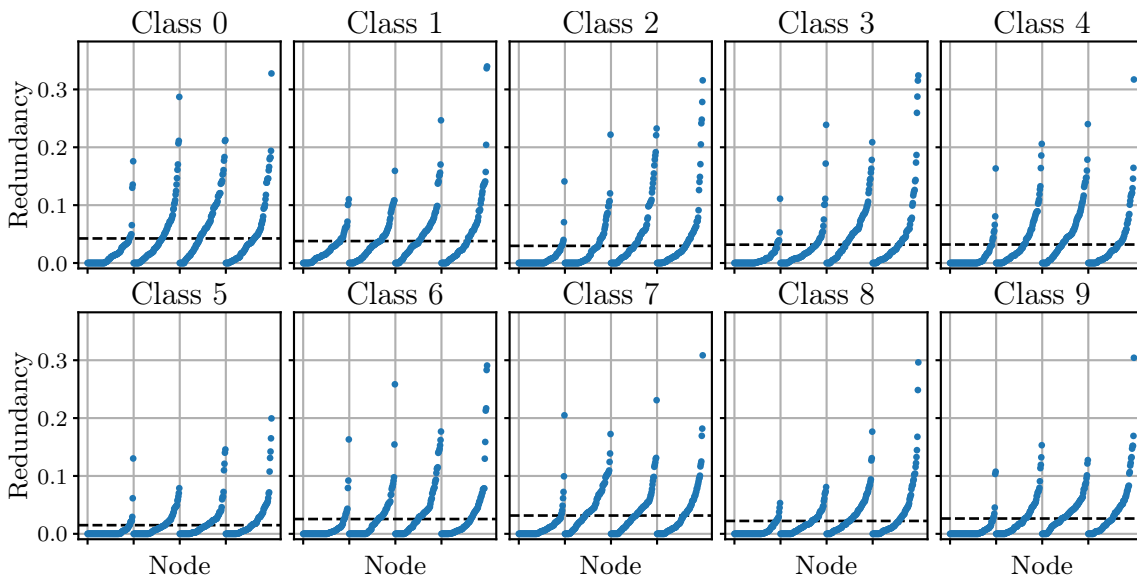 Class 0 Class 1 Class 2 Class 3 Class 4
0.3
0.2
0.1
0.0
Redundancy
Class 5 Class 6 Class 7 Class 8 Class 9
0.3
0.2
0.1
0.0
Redundancy
Node Node Node Node Node